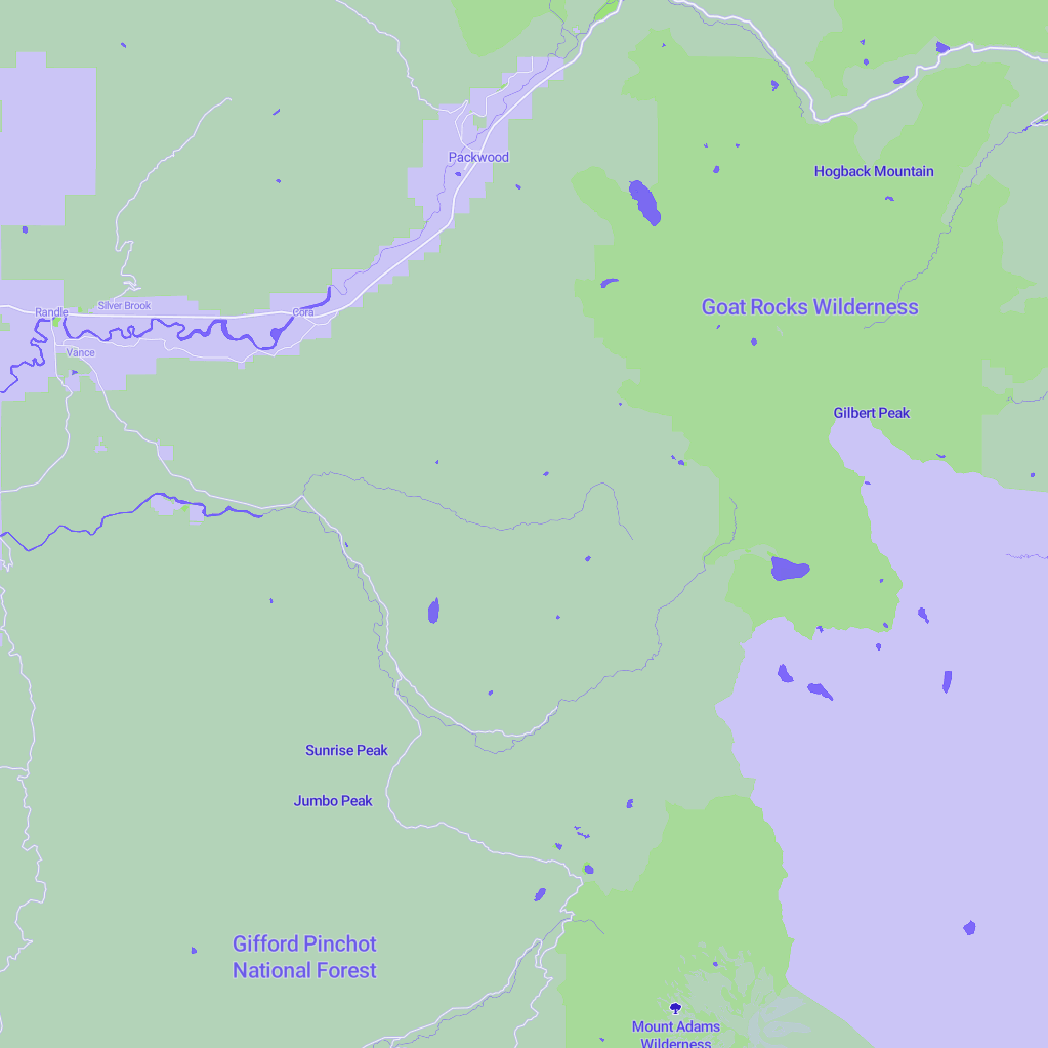 Packwood
Hogback Mountain
Goat Rocks Wilderness
Silver Brook
Randle
Cora
Vance
Gilbert Peak
Sunrise Peak
Jumbo Peak
Gifford Pinchot
National Forest
Mount Adams
Wilderness